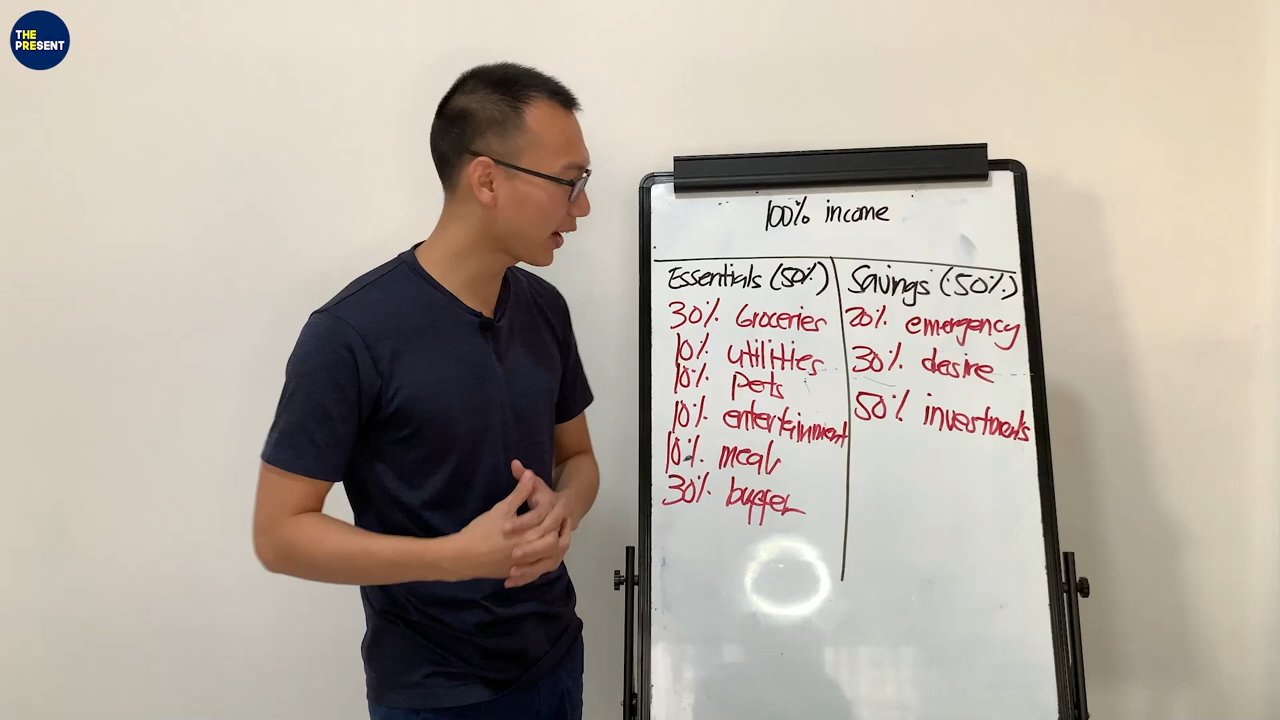 THE
PRESENT
100% income
Essentials (50%)
30% Groceries
10% utilities
10% pets
10% entertainment
10% meals
30% buffer
Savings (50%)
20% emergency
30% desire
50% investments